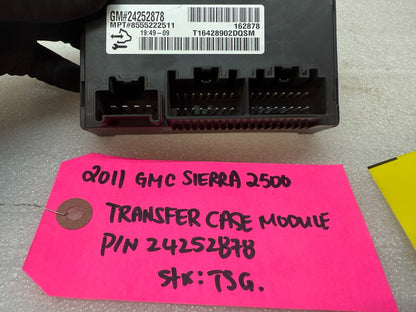 GM#24252878
MPT#8555222511 162878
19:49-09 T16428902DQSM
2011 GMC SIERRA 2500
TRANSFER CASE MODULE
P/N 24252878
Stk: TSG.